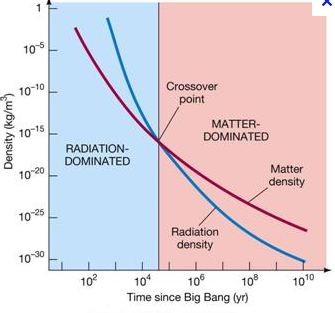 1
10⁻⁵
10⁻¹⁰
10⁻¹⁵
10⁻²⁰
10⁻²⁵
10⁻³⁰
Density (kg/m³)
Crossover
point
MATTER-
DOMINATED
RADIATION-
DOMINATED
Matter
density
Radiation
density
10² 10⁴ 10⁶ 10⁸ 10¹⁰
Time since Big Bang (yr)